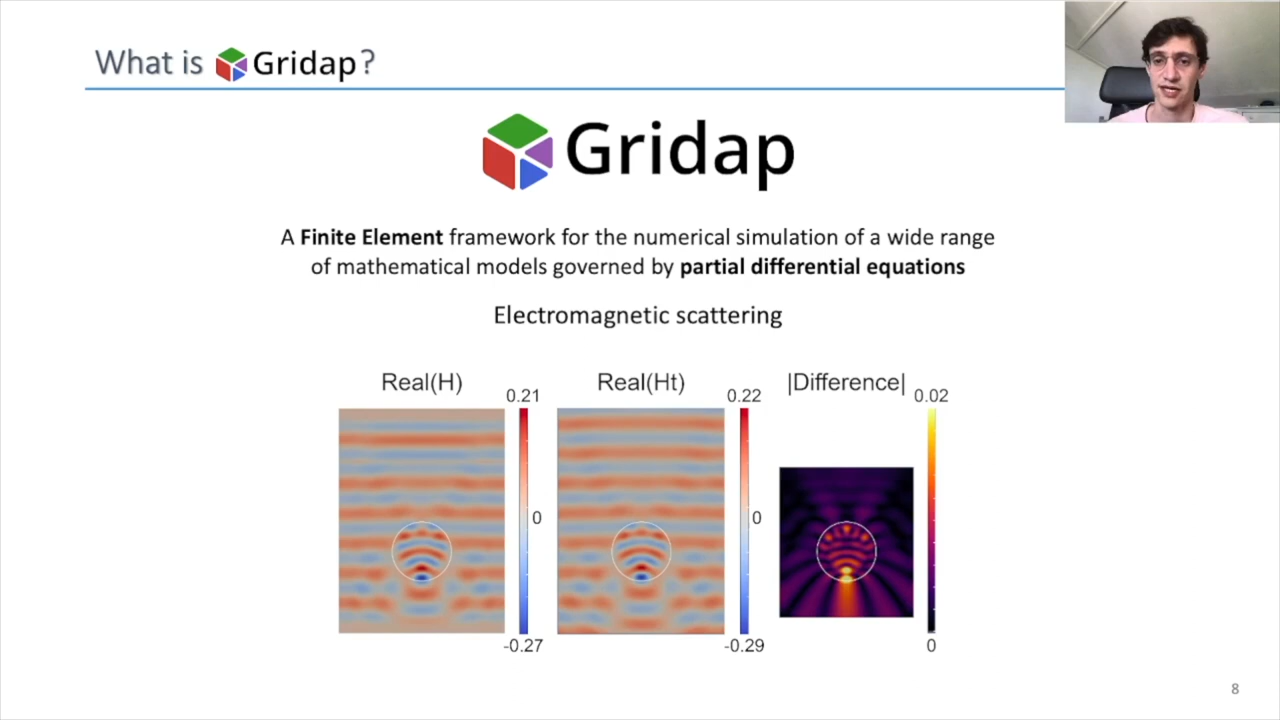 What is Gridap?
Gridap
A Finite Element framework for the numerical simulation of a wide range
of mathematical models governed by partial differential equations
Electromagnetic scattering
Real(H)
0.21
0
-0.27
Real(Ht)
0.22
0
-0.29
|Difference|
0.02
0
8